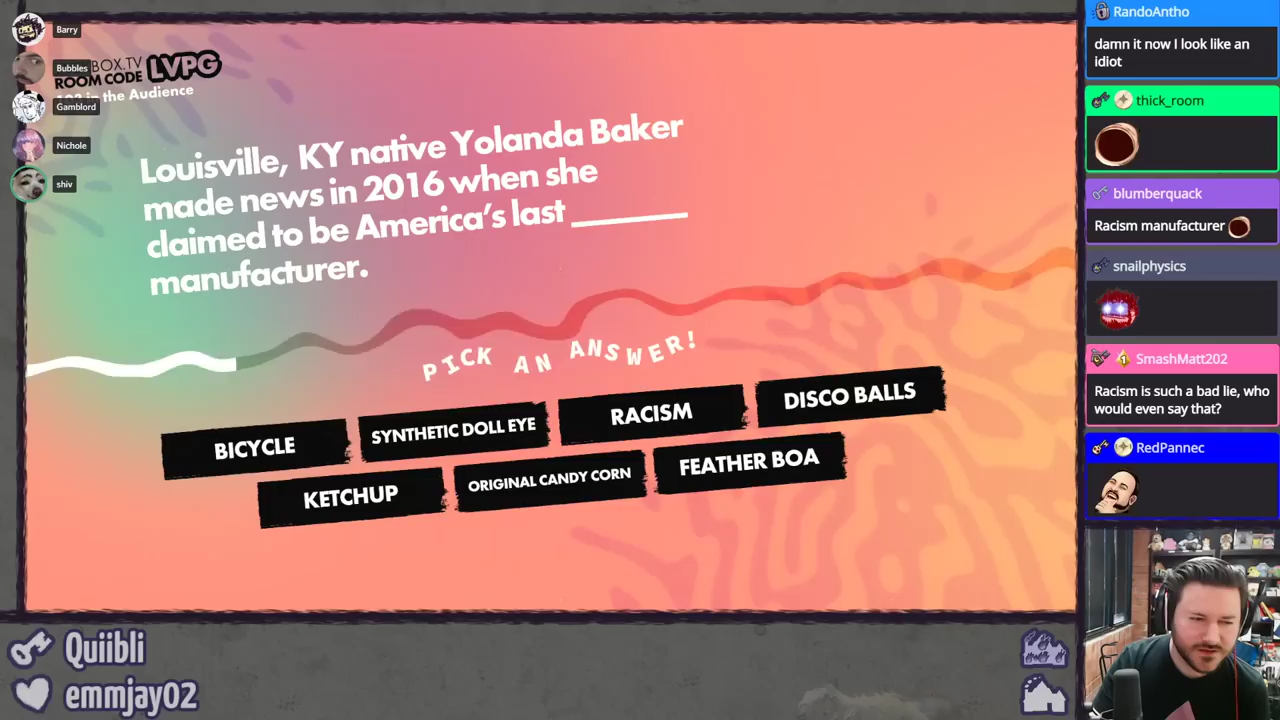 Barry
Bubbles
BOX.TV
ROOM CODE LVPG
in the Audience
Gamblord
Nichole
shiv
Louisville, KY native Yolanda Baker
made news in 2016 when she
claimed to be America's last ______
manufacturer.
PICK AN ANSWER!
BICYCLE
SYNTHETIC DOLL EYE
RACISM
DISCO BALLS
KETCHUP
ORIGINAL CANDY CORN
FEATHER BOA
Quiibli
emmjay02
RandoAntho
damn it now I look like an
idiot
thick_room
blumberquack
Racism manufacturer
snailphysics
1 SmashMatt202
Racism is such a bad lie, who
would even say that?
RedPannec